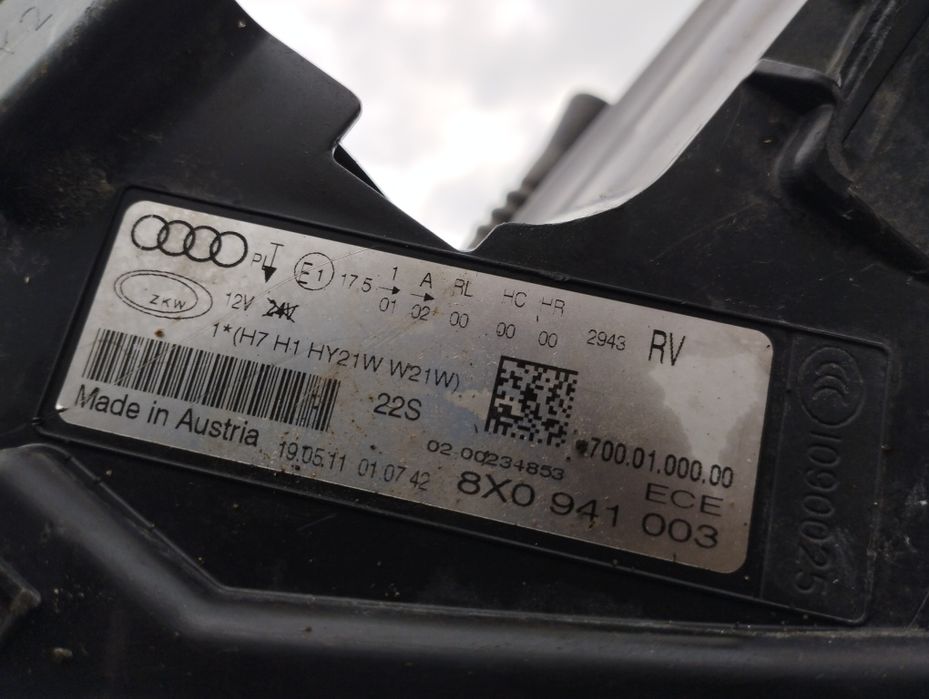 PL E1 17.5 1 A RL HC HR
01 02 00 00 00 2943 RV
ZKW 12V 24V
1*(H7 H1 HY21W W21W)
22S
700.01.000.00
Made in Austria
02 00234853
ECE
19.05.11 01 07 42
8X0 941 003
CCC
I0900225